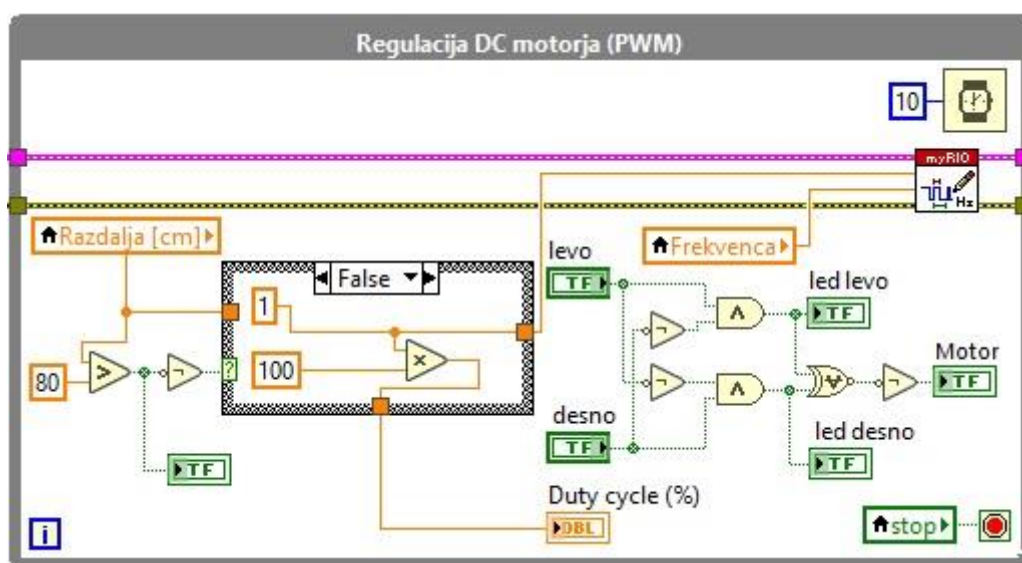 Regulacija DC motorja (PWM)
10
myRIO
Hz
Razdalja [cm]
Frekvenca
levo
TF
led levo
TF
False
1
100
×
80
>
?
Motor
TF
desno
TF
led desno
TF
TF
Duty cycle (%)
DBL
i
stop